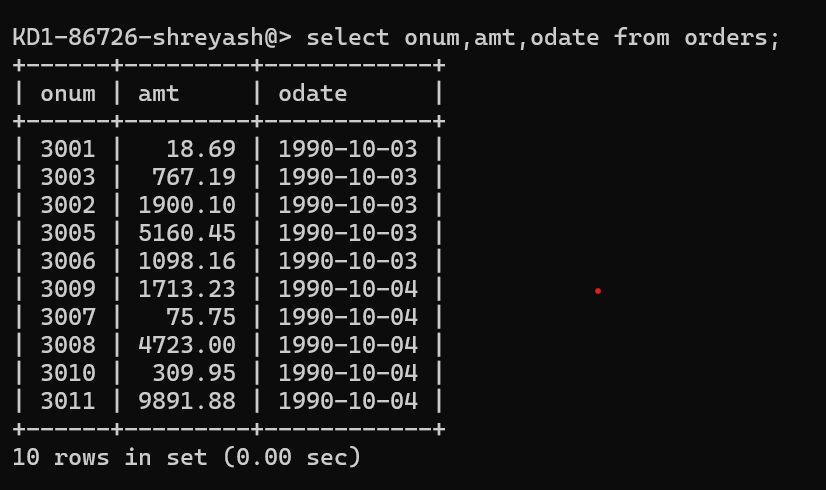 KD1-86726-shreyash@> select onum,amt,odate from orders;
+------+---------+------------+
| onum | amt     | odate      |
+------+---------+------------+
| 3001 |   18.69 | 1990-10-03 |
| 3003 |  767.19 | 1990-10-03 |
| 3002 | 1900.10 | 1990-10-03 |
| 3005 | 5160.45 | 1990-10-03 |
| 3006 | 1098.16 | 1990-10-03 |
| 3009 | 1713.23 | 1990-10-04 |
| 3007 |   75.75 | 1990-10-04 |
| 3008 | 4723.00 | 1990-10-04 |
| 3010 |  309.95 | 1990-10-04 |
| 3011 | 9891.88 | 1990-10-04 |
+------+---------+------------+
10 rows in set (0.00 sec)